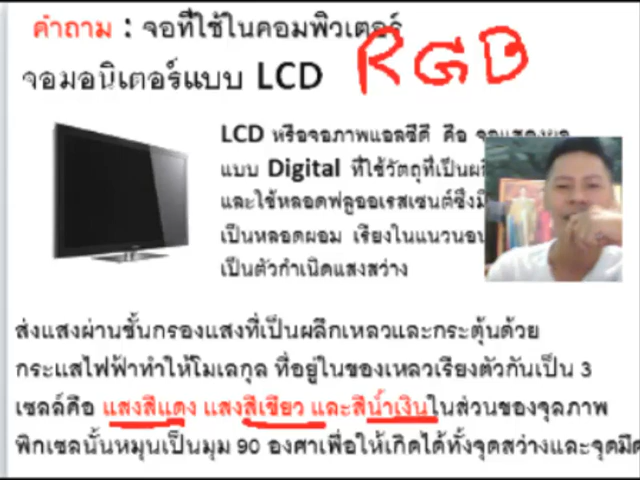 คำถาม : จอที่ใช้ในคอมพิวเตอร์
จอมอนิเตอร์แบบ LCD RGB
LCD หรือจอภาพแอลซีดี คือ จอแสดงผล
แบบ Digital ที่ใช้วัตถุที่เป็น
และใช้หลอดฟลูออเรสเซนต์ซึ่งมี
เป็นหลอดผอม เรียงในแนวนอน
เป็นตัวกำเนิดแสงสว่าง
ส่งแสงผ่านชั้นกรองแสงที่เป็นผลึกเหลวและกระตุ้นด้วย
กระแสไฟฟ้าทำให้โมเลกุล ที่อยู่ในของเหลวเรียงตัวกันเป็น 3
เซลล์คือ แสงสีแดง แสงสีเขียว และสีน้ำเงินในส่วนของจุลภาพ
พิกเซลนั้นหมุนเป็นมุม 90 องศาเพื่อให้เกิดได้ทั้งจุดสว่างและจุดมืด